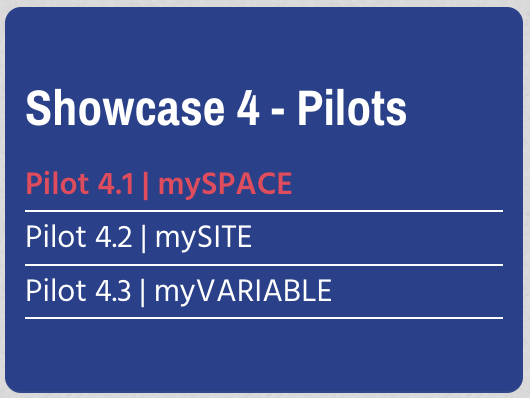 Showcase 4 - Pilots
Pilot 4.1 | mySPACE
Pilot 4.2 | mySITE
Pilot 4.3 | myVARIABLE